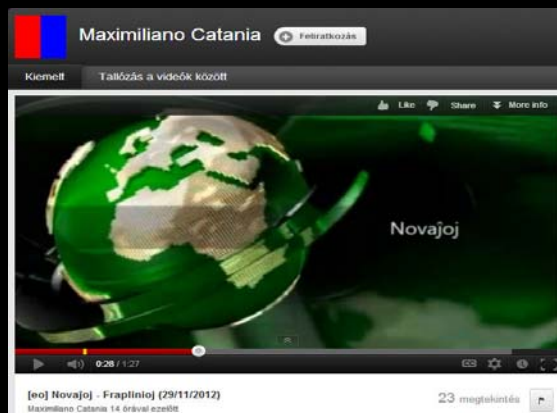 Maximiliano Catania Feliratkozás
Kiemelt Tallózás a videók között
Like Share More info
Novaĵoj
0:28 / 1:27 CC
[eo] Novaĵoj - Fraplinioj (29/11/2012) 23 megtekintés
Maximiliano Catania 14 órával ezelőtt